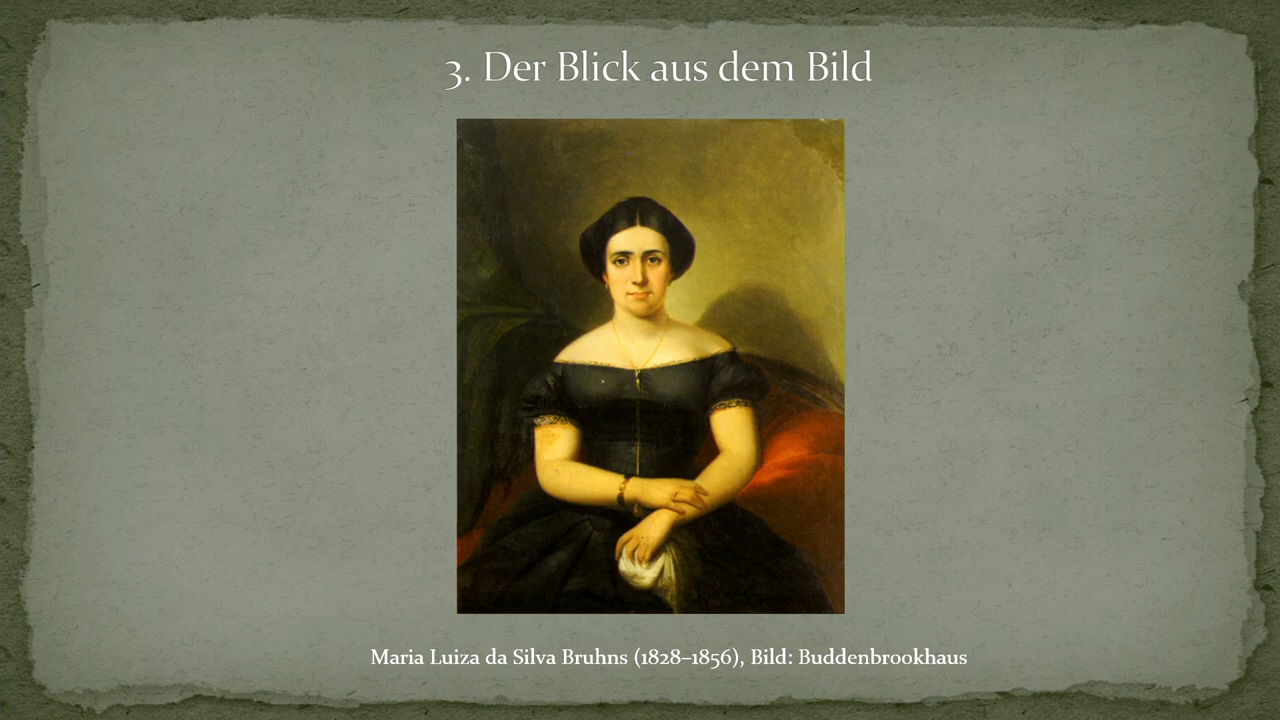 3. Der Blick aus dem Bild
Maria Luiza da Silva Bruhns (1828–1856), Bild: Buddenbrookhaus